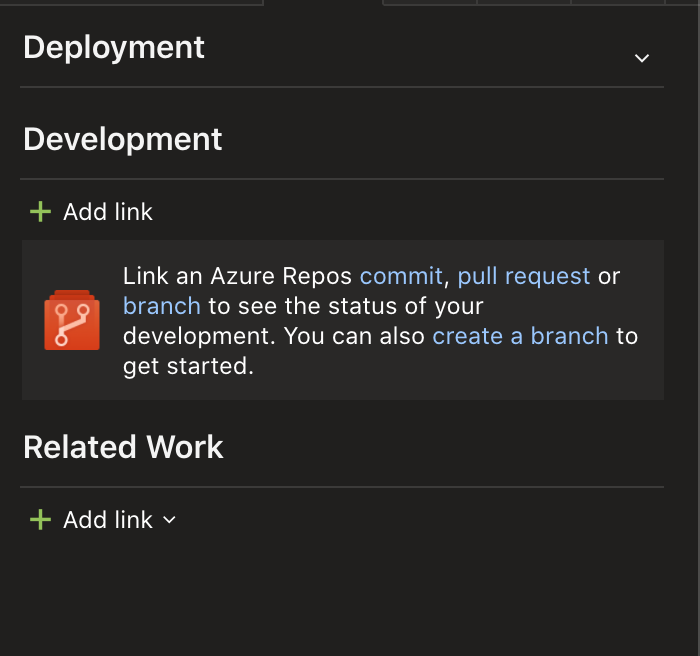 Deployment
Development
Add link
Link an Azure Repos commit, pull request or
branch to see the status of your
development. You can also create a branch to
get started.
Related Work
Add link